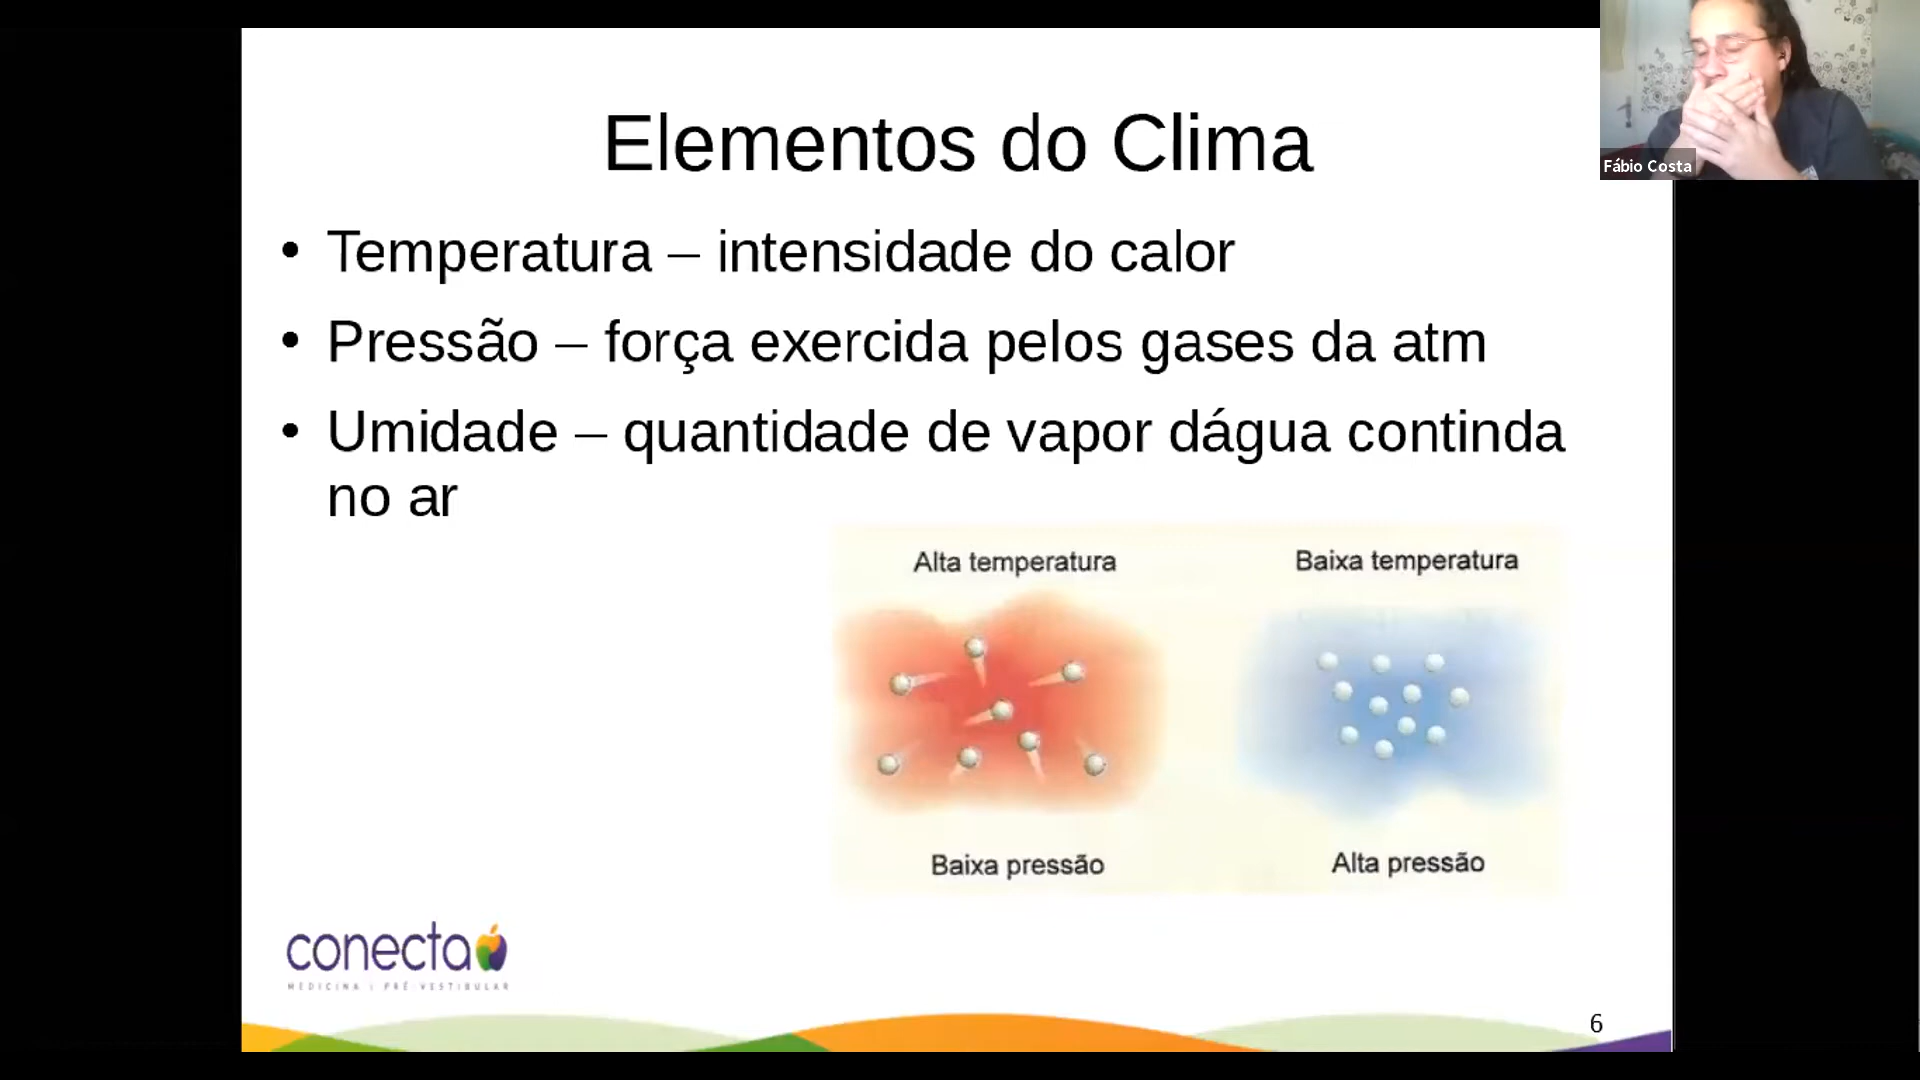 Elementos do Clima
Fábio Costa
• Temperatura – intensidade do calor
• Pressão – força exercida pelos gases da atm
• Umidade – quantidade de vapor dágua continda
no ar
Alta temperatura
Baixa temperatura
Baixa pressão
Alta pressão
conecta
MEDICINA | PRÉ-VESTIBULAR
6